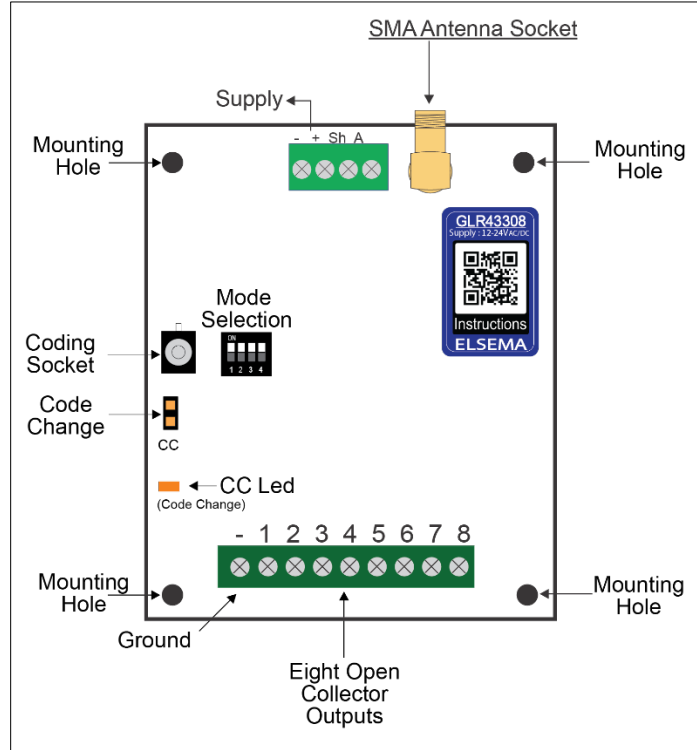 SMA Antenna Socket
Supply
- + Sh A
Mounting
Hole
Mounting
Hole
GLR43308
Supply : 12-24VAC/DC
Instructions
ELSEMA
Mode
Selection
ON
1 2 3 4
Coding
Socket
Code
Change
CC
CC Led
(Code Change)
- 1 2 3 4 5 6 7 8
Mounting
Hole
Mounting
Hole
Ground
Eight Open
Collector
Outputs